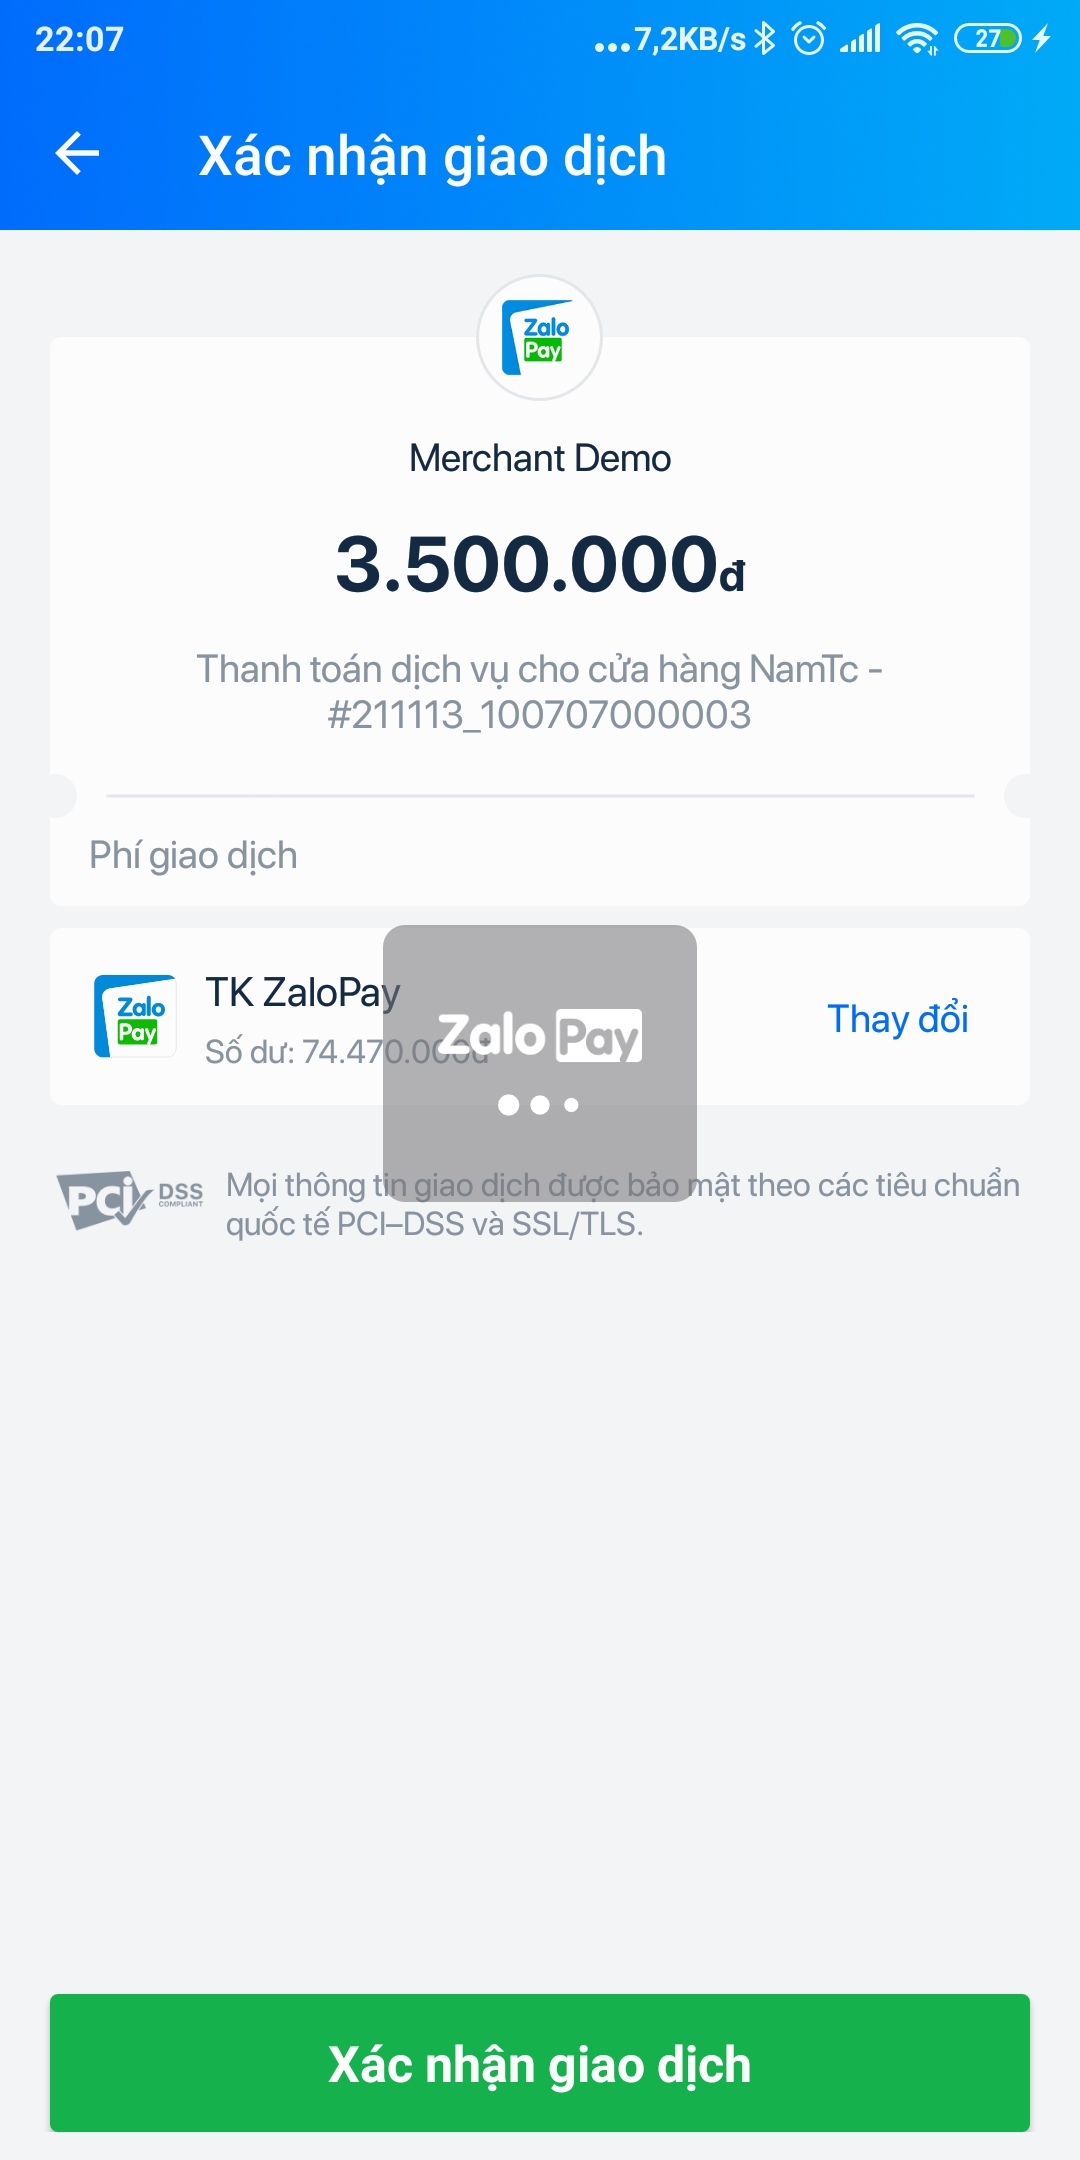 22:07
...7,2KB/s
27
Xác nhận giao dịch
Zalo
Pay
Merchant Demo
3.500.000đ
Thanh toán dịch vụ cho cửa hàng NamTc -
#211113_100707000003
Phí giao dịch
Zalo
Pay
TK ZaloPay
Số dư: 74.470.000đ
Thay đổi
Zalo Pay
PCI DSS
COMPLIANT
Mọi thông tin giao dịch được bảo mật theo các tiêu chuẩn
quốc tế PCI–DSS và SSL/TLS.
Xác nhận giao dịch